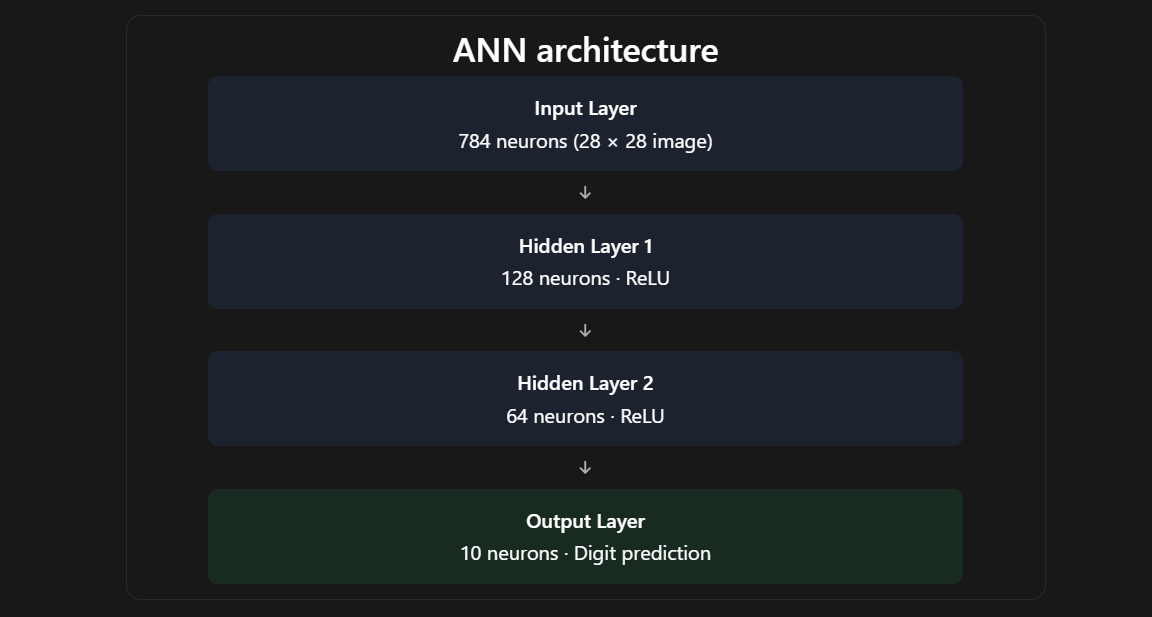 ANN architecture
Input Layer
784 neurons (28 × 28 image)
↓
Hidden Layer 1
128 neurons · ReLU
↓
Hidden Layer 2
64 neurons · ReLU
↓
Output Layer
10 neurons · Digit prediction